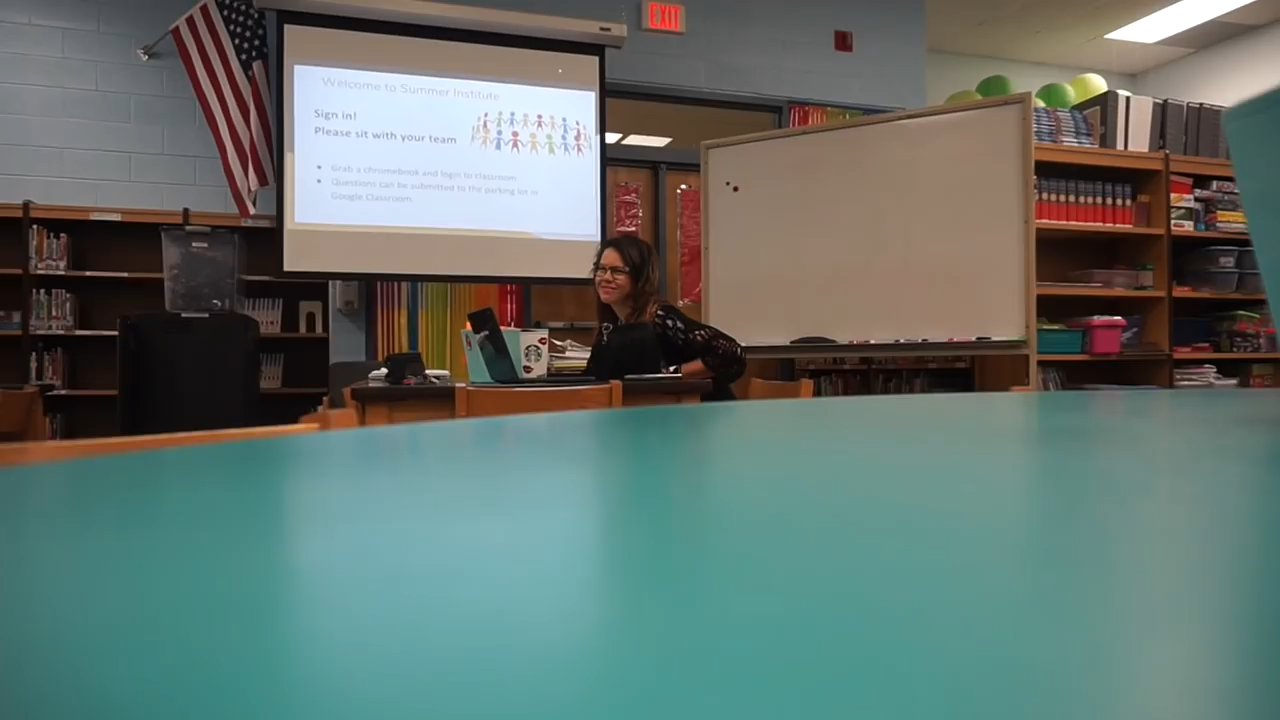 EXIT
Welcome to Summer Institute
Sign in!
Please sit with your team
Grab a chromebook and login to classroom
Questions can be submitted to the parking lot in
Google Classroom